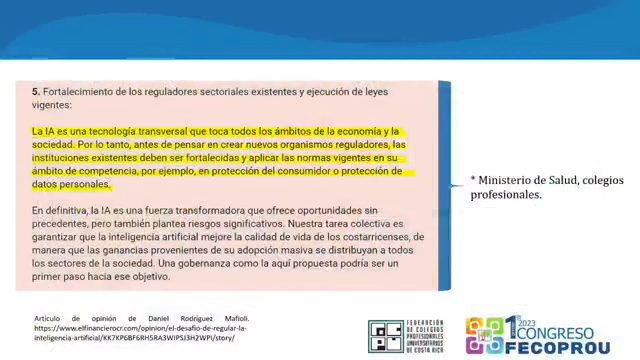 5. Fortalecimiento de los reguladores sectoriales existentes y ejecución de leyes
vigentes:
La IA es una tecnología transversal que toca todos los ámbitos de la economía y la
sociedad. Por lo tanto, antes de pensar en crear nuevos organismos reguladores, las
instituciones existentes deben ser fortalecidas y aplicar las normas vigentes en su
ámbito de competencia, por ejemplo, en protección del consumidor o protección de
datos personales.
En definitiva, la IA es una fuerza transformadora que ofrece oportunidades sin
precedentes, pero también plantea riesgos significativos. Nuestra tarea colectiva es
garantizar que la inteligencia artificial mejore la calidad de vida de los costarricenses, de
manera que las ganancias provenientes de su adopción masiva se distribuyan a todos
los sectores de la sociedad. Una gobernanza como la aquí propuesta podría ser un
primer paso hacia ese objetivo.
* Ministerio de Salud, colegios
profesionales.
Artículo de opinión de Daniel Rodríguez Maffioli.
https://www.elfinancierocr.com/opinion/el-desafio-de-regular-la-
inteligencia-artificial/KK7KP6BF6RH5RA3WIPSJ3H2WPI/story/
FEDERACIÓN
DE COLEGIOS
PROFESIONALES
UNIVERSITARIOS
DE COSTA RICA
1 2023
CONGRESO
FECOPROU